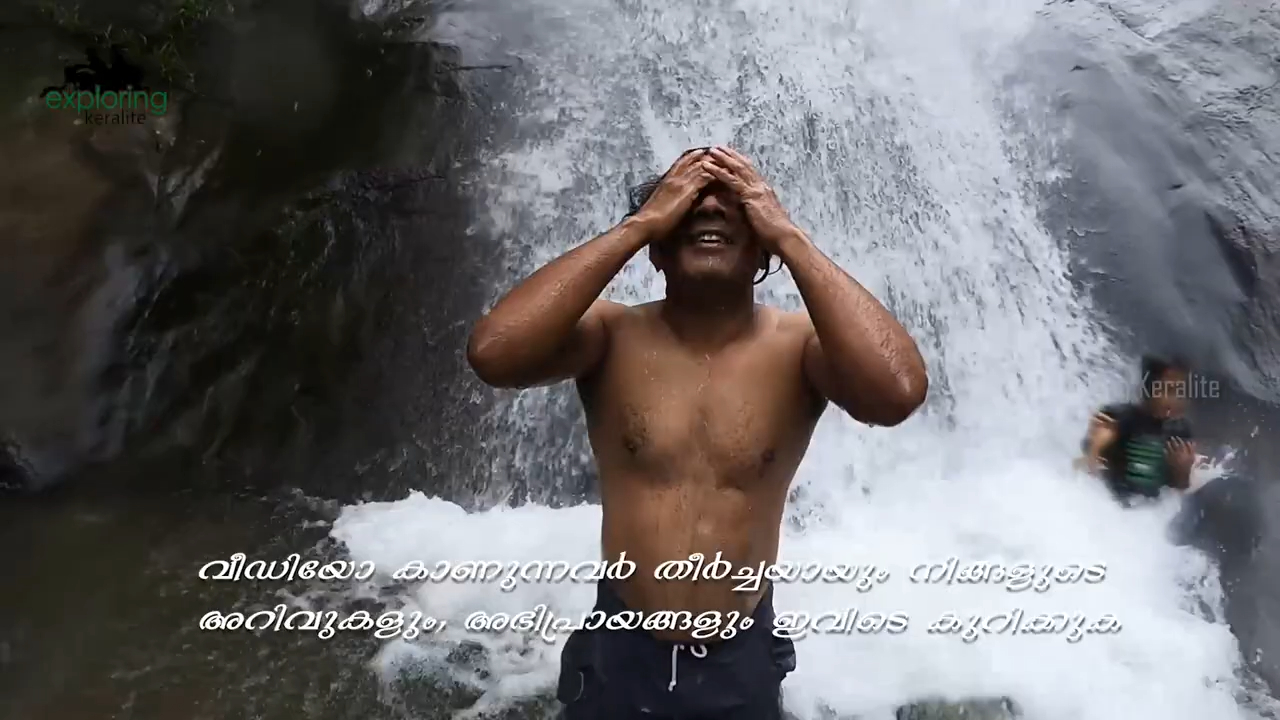 exploring
keralite
Keralite
വീഡിയോ കാണുന്നവർ തീർച്ചയായും നിങ്ങളുടെ
അറിവുകളും, അഭിപ്രായങ്ങളും ഇവിടെ കുറിക്കുക